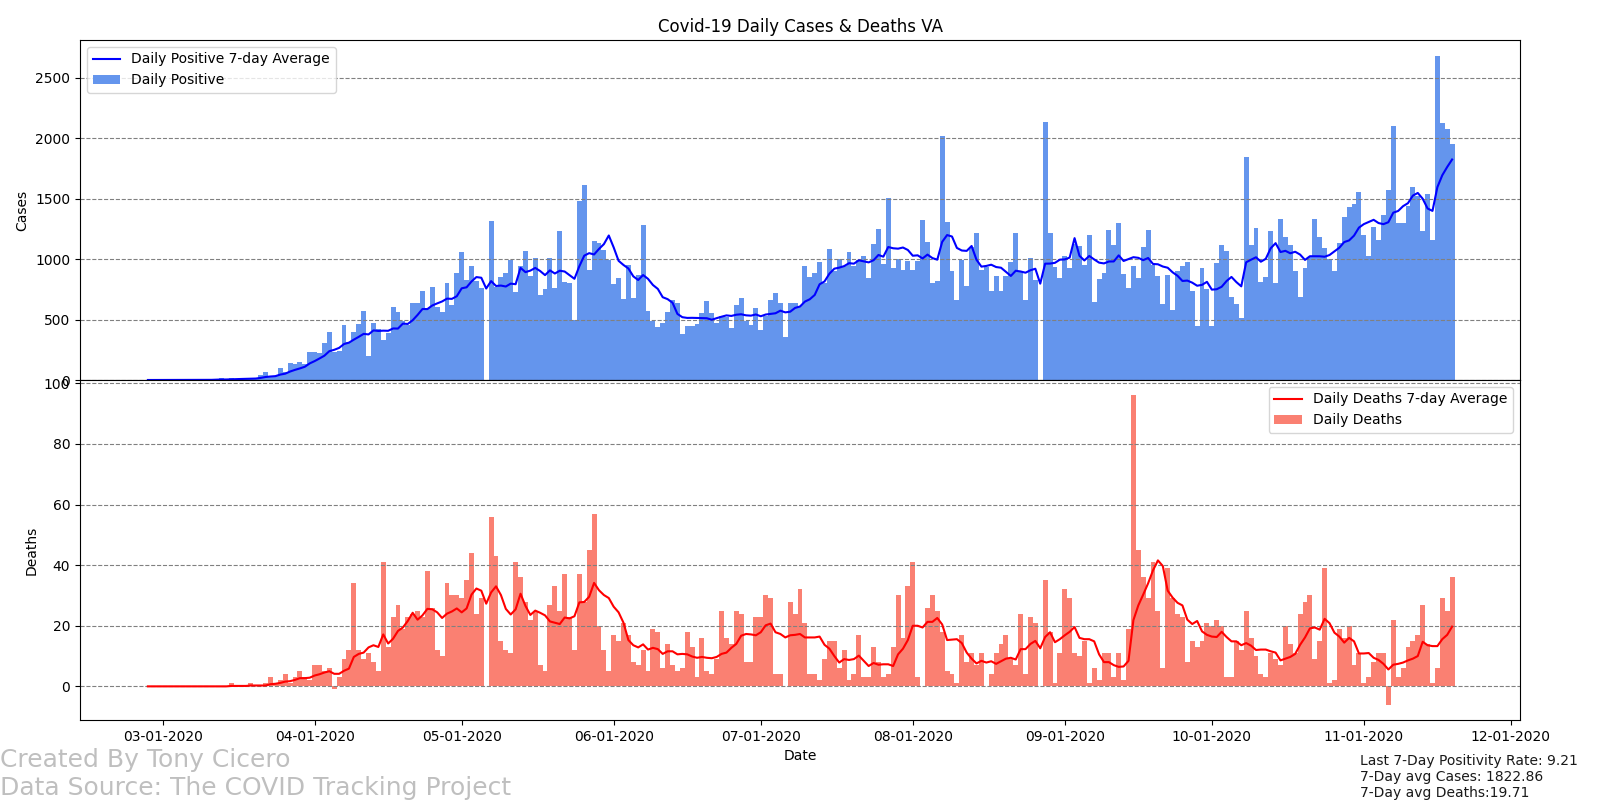 Covid-19 Daily Cases & Deaths VA
Daily Positive 7-day Average
Daily Positive
2500
2000
1500
1000
500
0
Cases
100
80
60
40
20
0
Deaths
Daily Deaths 7-day Average
Daily Deaths
03-01-2020 04-01-2020 05-01-2020 06-01-2020 07-01-2020 08-01-2020 09-01-2020 10-01-2020 11-01-2020 12-01-2020
Date
Created By Tony Cicero
Data Source: The COVID Tracking Project
Last 7-Day Positivity Rate: 9.21
7-Day avg Cases: 1822.86
7-Day avg Deaths:19.71